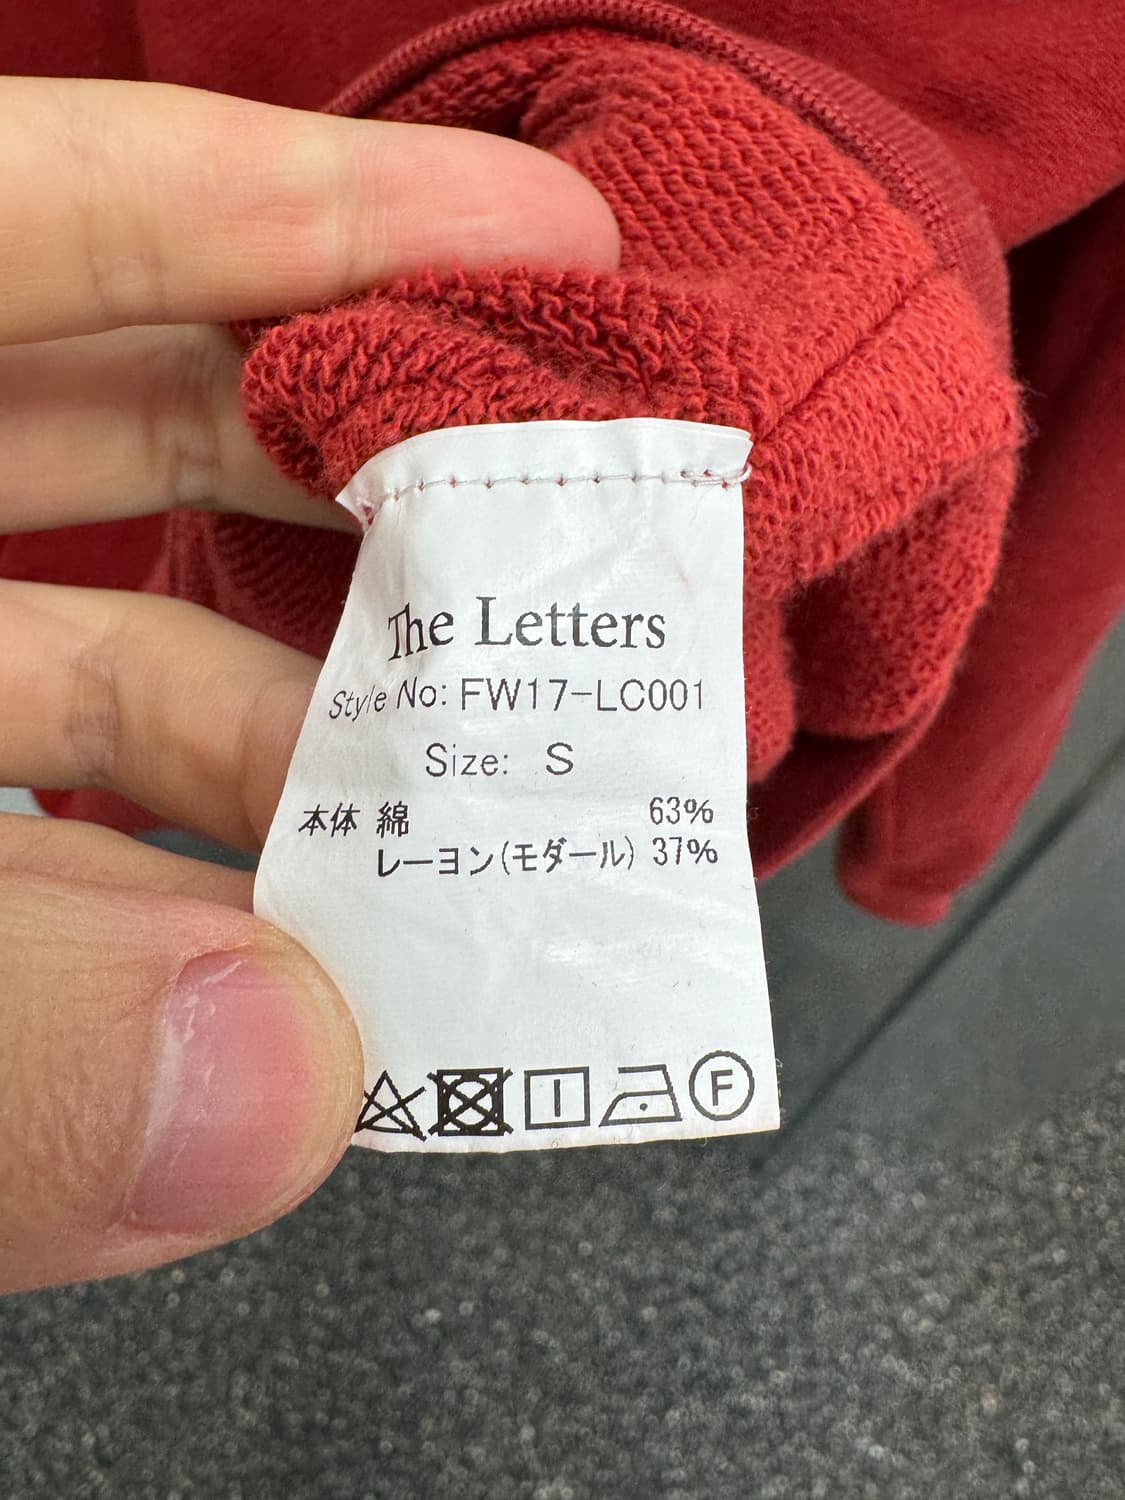 The Letters
Style No: FW17-LC001
Size: S
本体 綿 63%
レーヨン(モダール) 37%
F